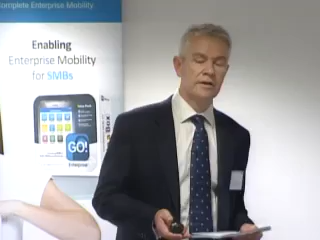 Complete Enterprise Mobility
Enabling
Enterprise Mobility
for SMBs
GO!